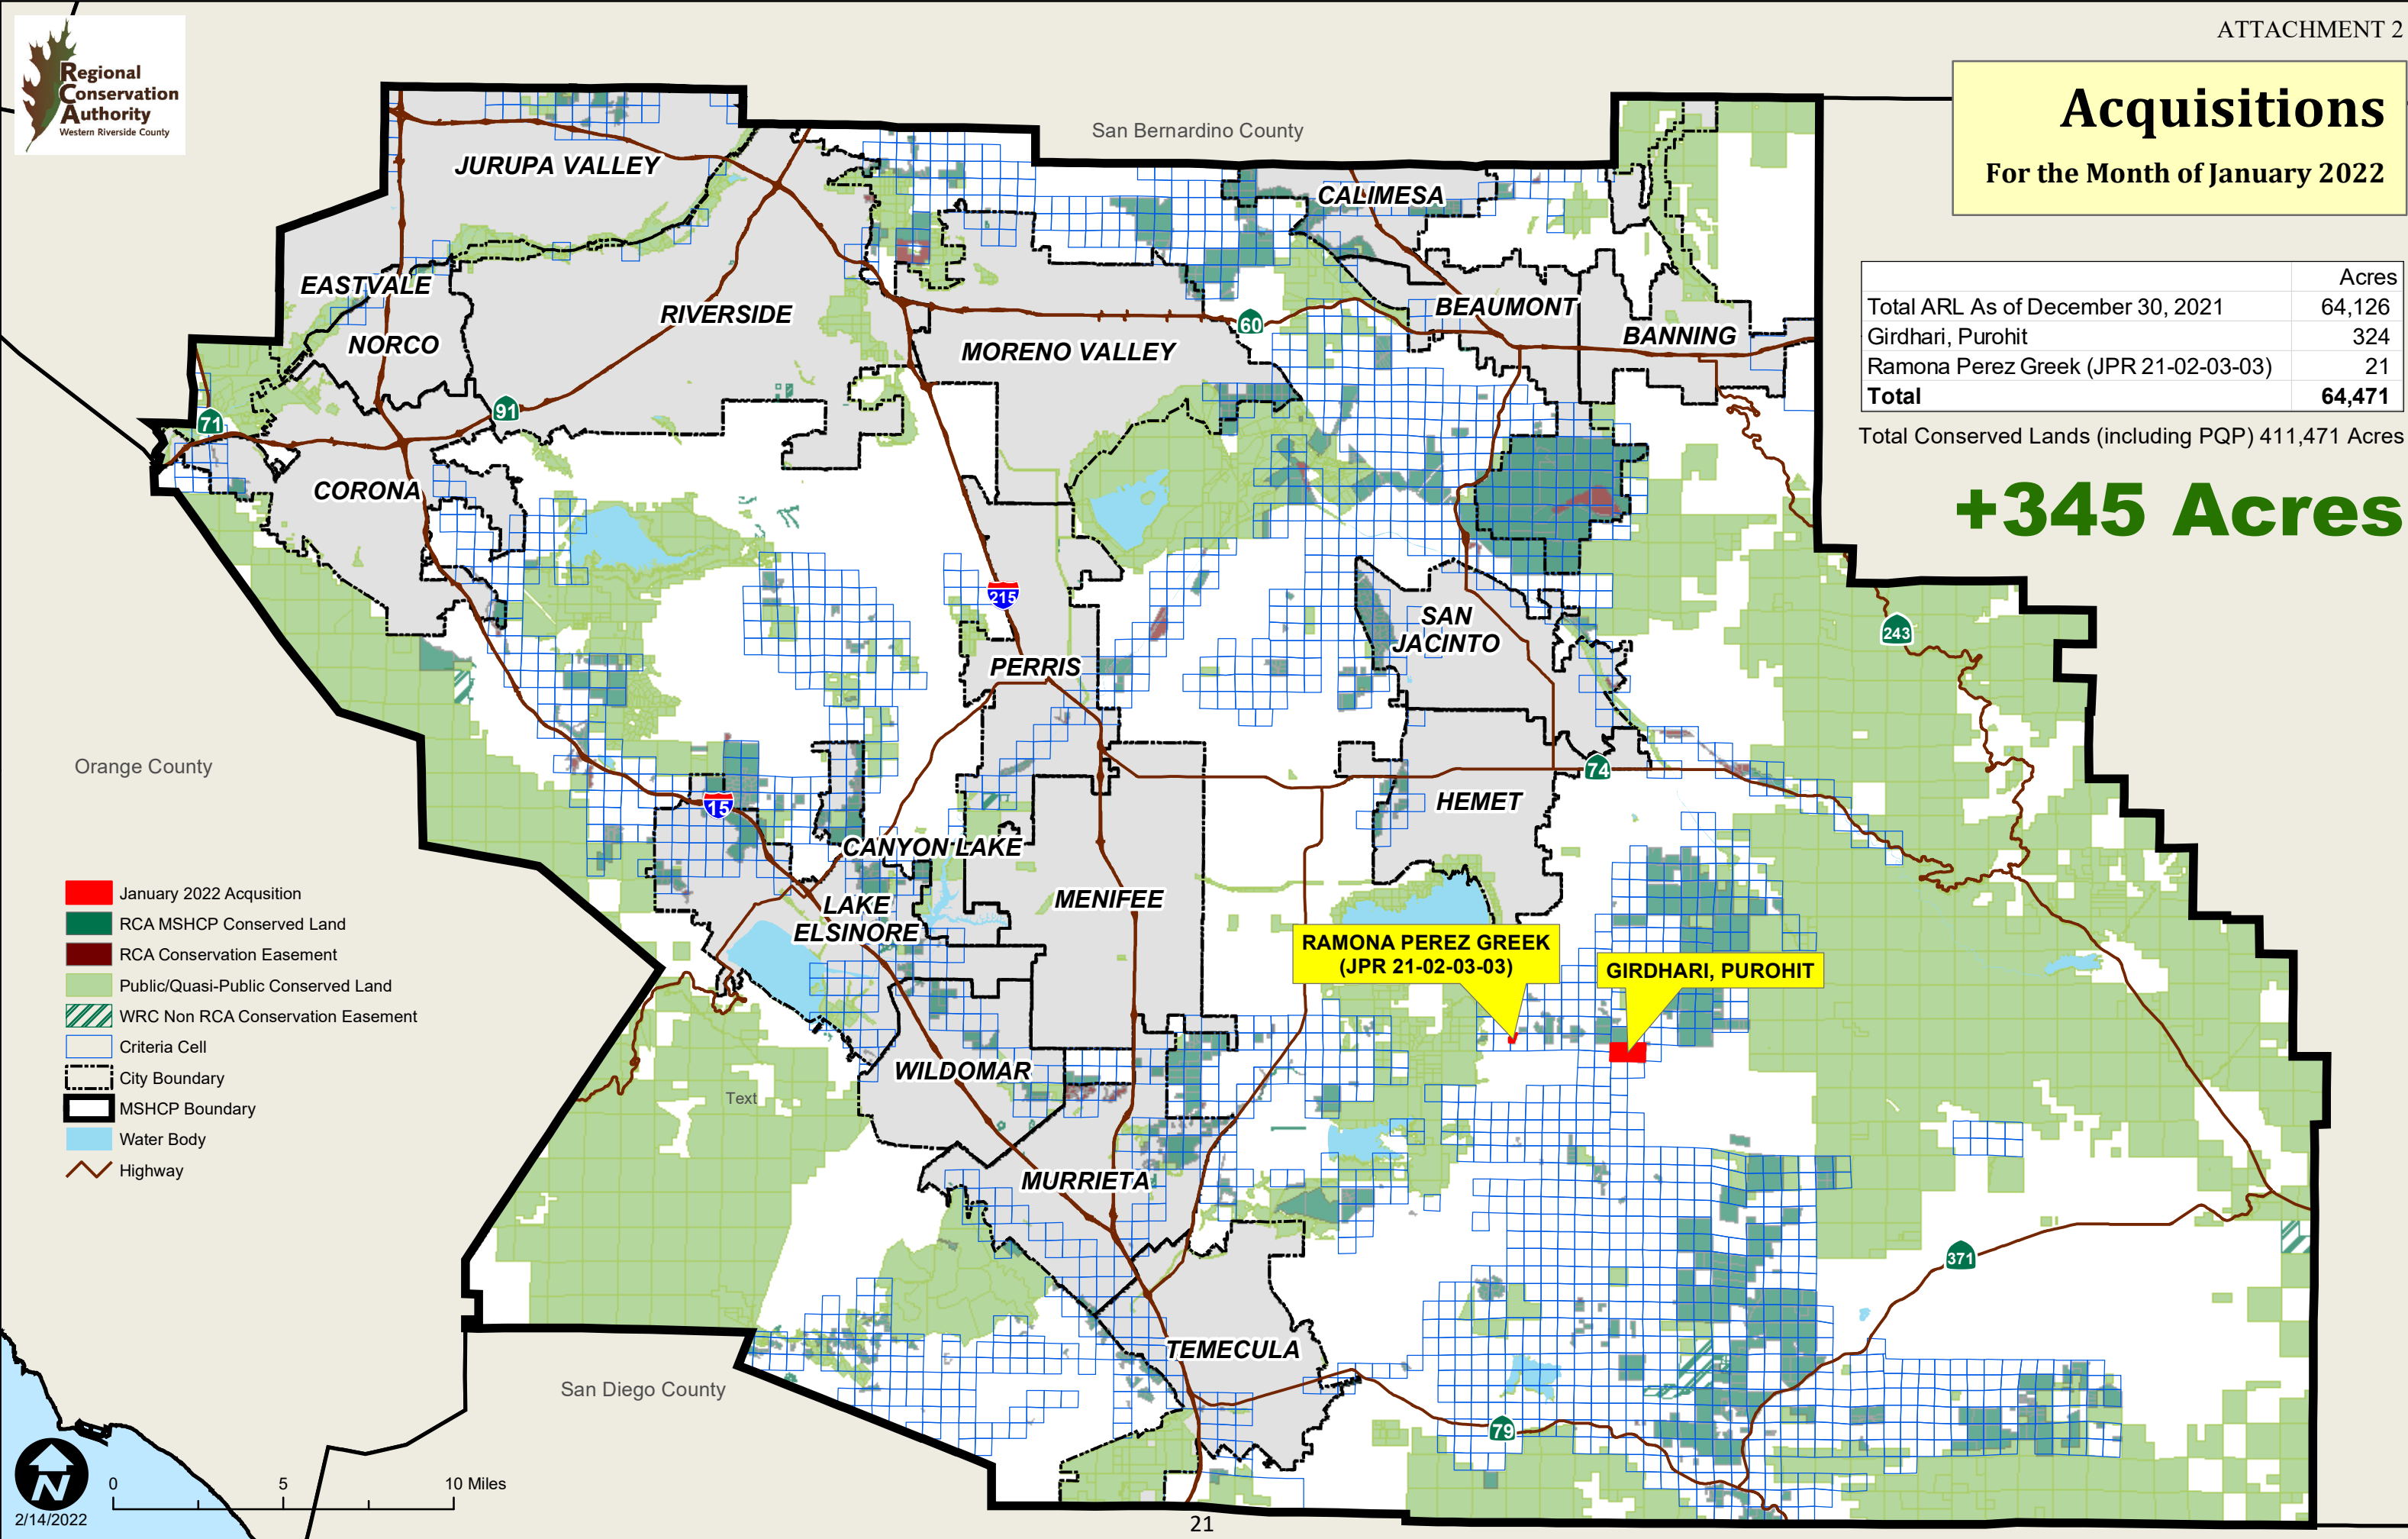 ATTACHMENT 2
Regional
Conservation
Authority
Western Riverside County
Acquisitions
For the Month of January 2022
Acres
Total ARL As of December 30, 2021 64,126
Girdhari, Purohit 324
Ramona Perez Greek (JPR 21-02-03-03) 21
Total 64,471
Total Conserved Lands (including PQP) 411,471 Acres
+345 Acres
San Bernardino County
JURUPA VALLEY
CALIMESA
EASTVALE
RIVERSIDE
NORCO
MORENO VALLEY
60
BEAUMONT
BANNING
71
91
CORONA
215
SAN
JACINTO
243
PERRIS
Orange County
74
15
HEMET
CANYON LAKE
MENIFEE
LAKE
ELSINORE
RAMONA PEREZ GREEK
(JPR 21-02-03-03)
GIRDHARI, PUROHIT
WILDOMAR
Text
MURRIETA
371
TEMECULA
79
San Diego County
January 2022 Acqusition
RCA MSHCP Conserved Land
RCA Conservation Easement
Public/Quasi-Public Conserved Land
WRC Non RCA Conservation Easement
Criteria Cell
City Boundary
MSHCP Boundary
Water Body
Highway
N
2/14/2022
0 5 10 Miles
21